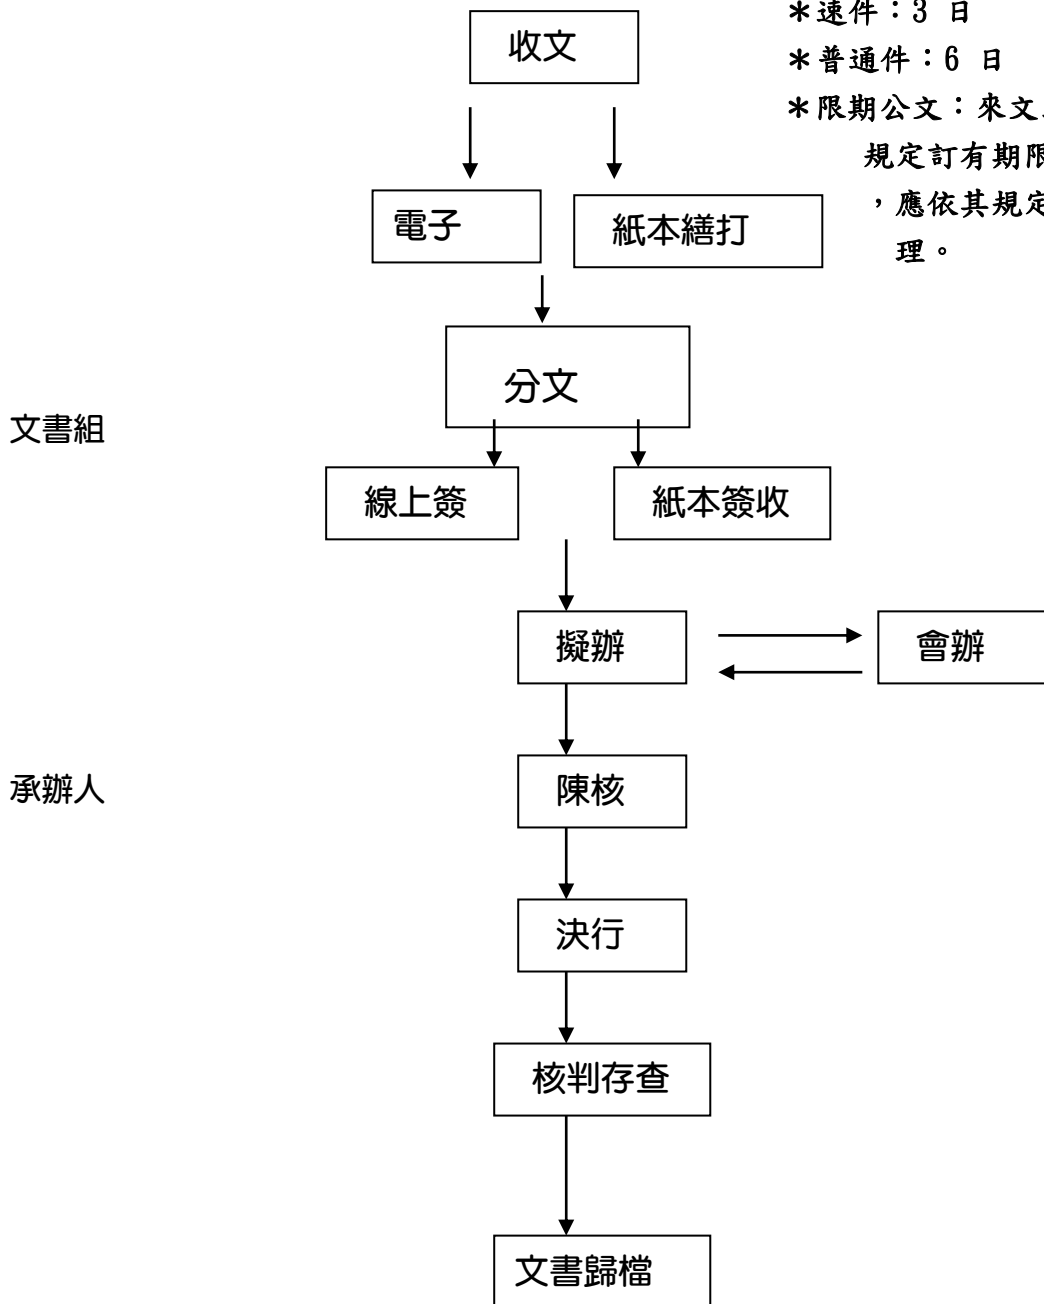 *速件：3 日
收文
*普通件：6 日
*限期公文：來文
規定訂有期限
，應依其規定
理。
電子
紙本繕打
分文
文書組
線上簽
紙本簽收
擬辦
會辦
承辦人
陳核
決行
核判存查
文書歸檔